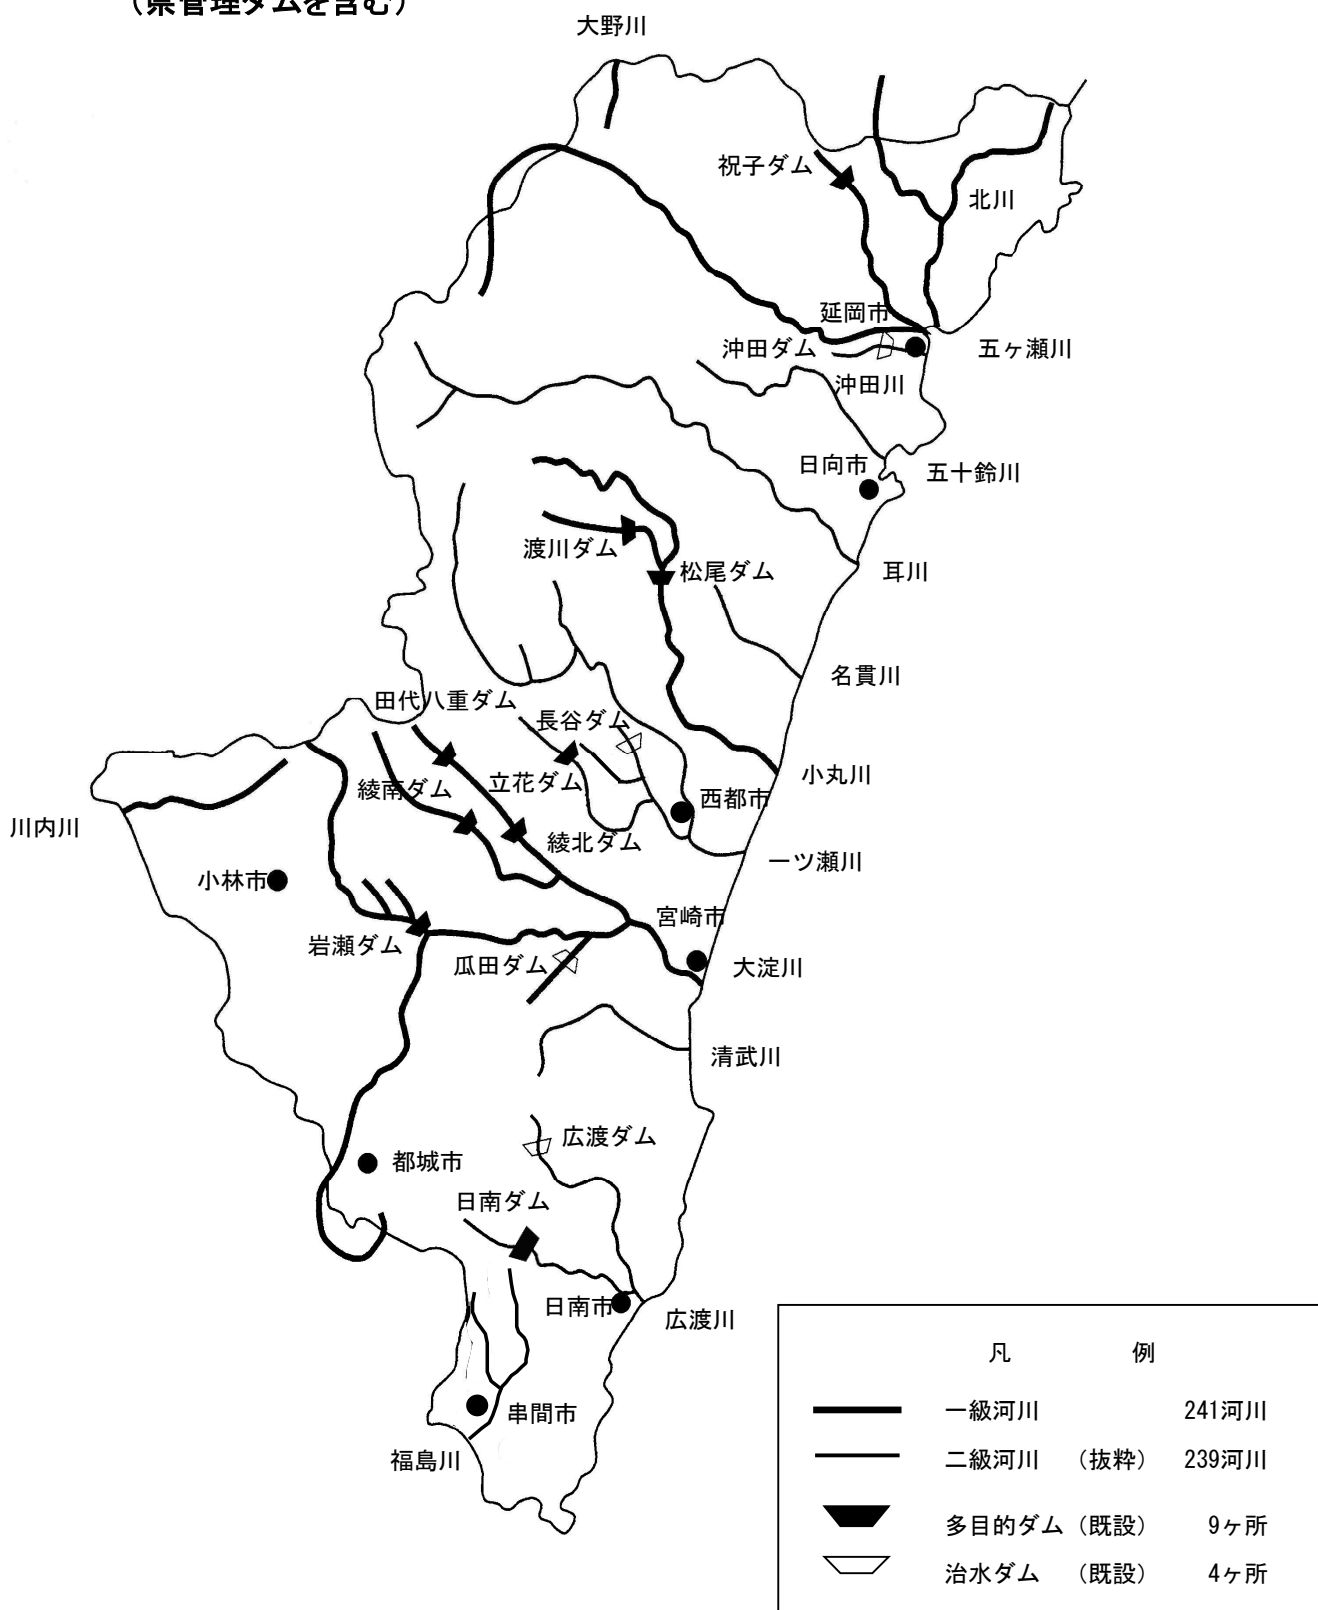 （県管理ダムを含む）
大野川
祝子ダム
北川
延岡市
沖田ダム
五ヶ瀬川
沖田川
日向市
五十鈴川
渡川ダム
松尾ダム
耳川
名貫川
田代八重ダム
長谷ダム
小丸川
綾南ダム
立花ダム
西都市
川内川
綾北ダム
一ツ瀬川
小林市
宮崎市
岩瀬ダム
瓜田ダム
大淀川
清武川
広渡ダム
都城市
日南ダム
日南市
広渡川
串間市
福島川
凡 例
一級河川 241河川
二級河川 （抜粋） 239河川
多目的ダム（既設） 9ヶ所
治水ダム （既設） 4ヶ所